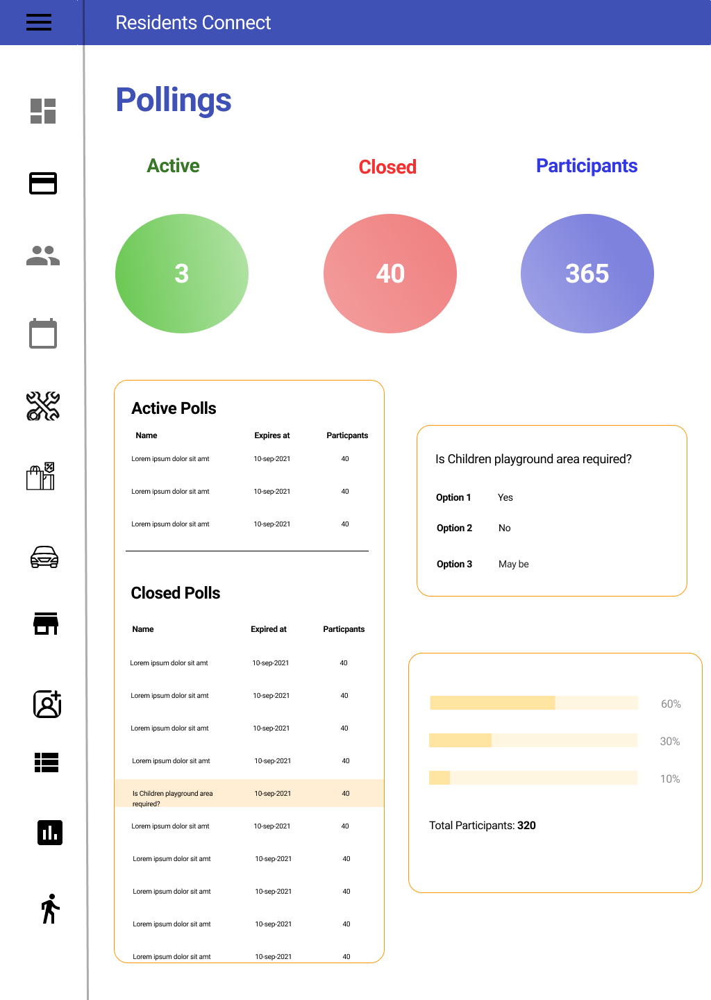 Residents Connect
Pollings
Active
Closed
Participants
3
40
365
Active Polls
Name Expires at Particpants
Lorem ipsum dolor sit amt 10-sep-2021 40
Lorem ipsum dolor sit amt 10-sep-2021 40
Lorem ipsum dolor sit amt 10-sep-2021 40
Closed Polls
Name Expired at Particpants
Lorem ipsum dolor sit amt 10-sep-2021 40
Lorem ipsum dolor sit amt 10-sep-2021 40
Lorem ipsum dolor sit amt 10-sep-2021 40
Lorem ipsum dolor sit amt 10-sep-2021 40
Is Children playground area 10-sep-2021 40
required?
Lorem ipsum dolor sit amt 10-sep-2021 40
Lorem ipsum dolor sit amt 10-sep-2021 40
Lorem ipsum dolor sit amt 10-sep-2021 40
Lorem ipsum dolor sit amt 10-sep-2021 40
Lorem ipsum dolor sit amt 10-sep-2021 40
Is Children playground area required?
Option 1 Yes
Option 2 No
Option 3 May be
60%
30%
10%
Total Participants: 320